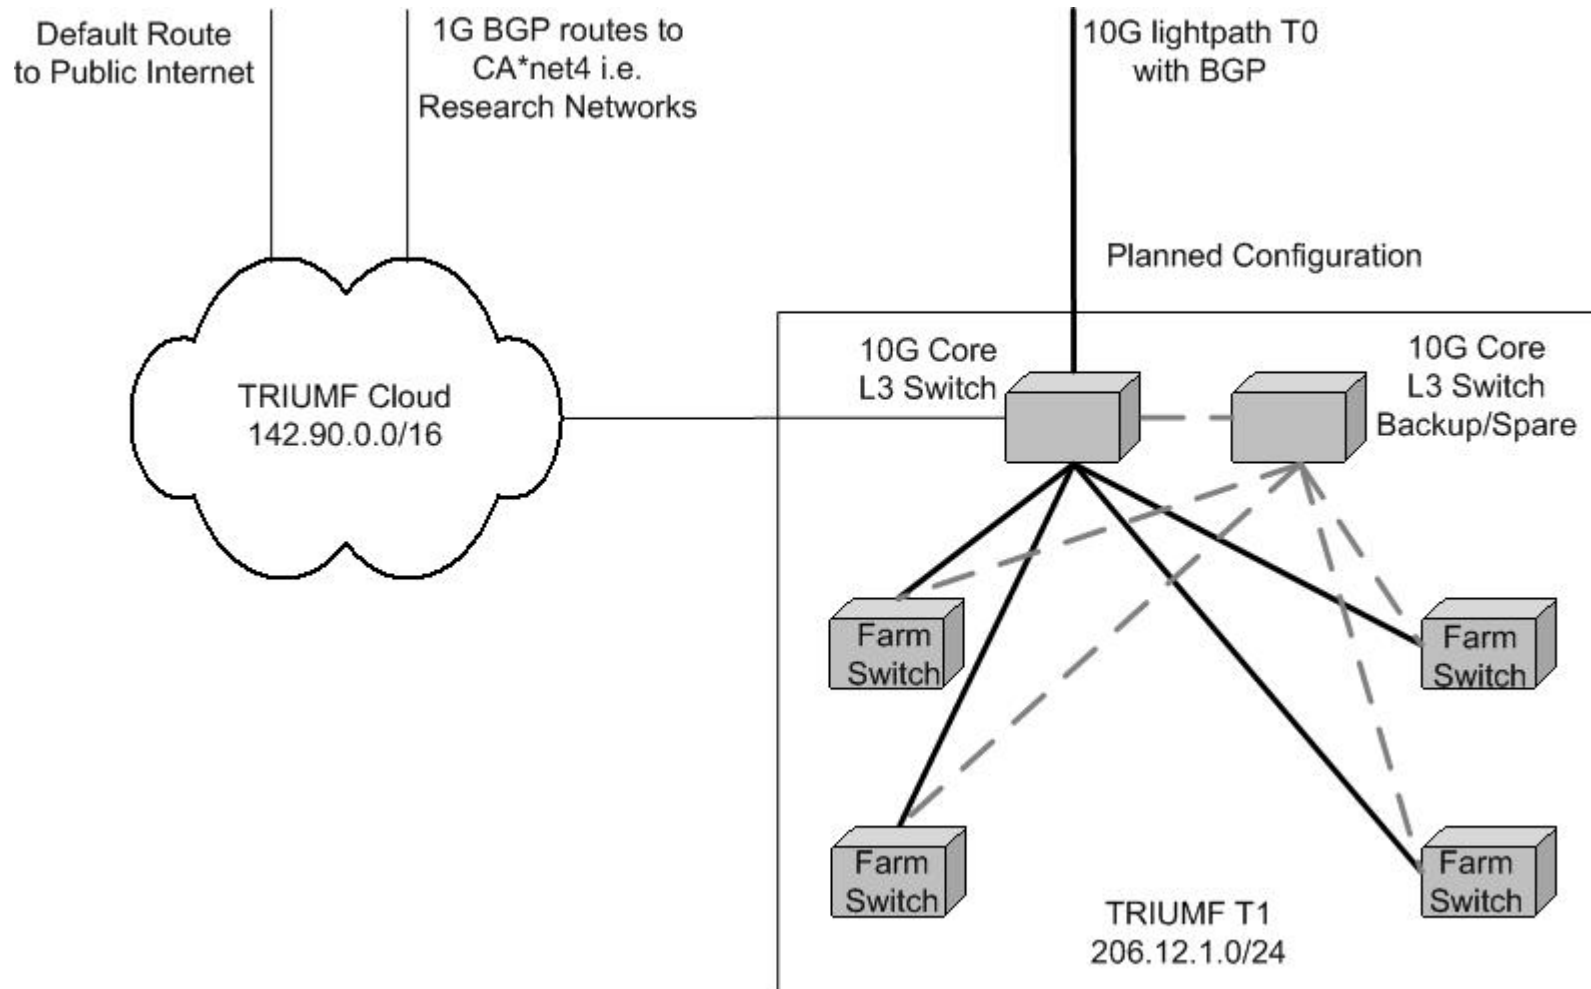 Default Route
to Public Internet
1G BGP routes to
CA*net4 i.e.
Research Networks
10G lightpath T0
with BGP
Planned Configuration
10G Core
L3 Switch
10G Core
L3 Switch
Backup/Spare
TRIUMF Cloud
142.90.0.0/16
Farm
Switch
Farm
Switch
Farm
Switch
Farm
Switch
TRIUMF T1
206.12.1.0/24